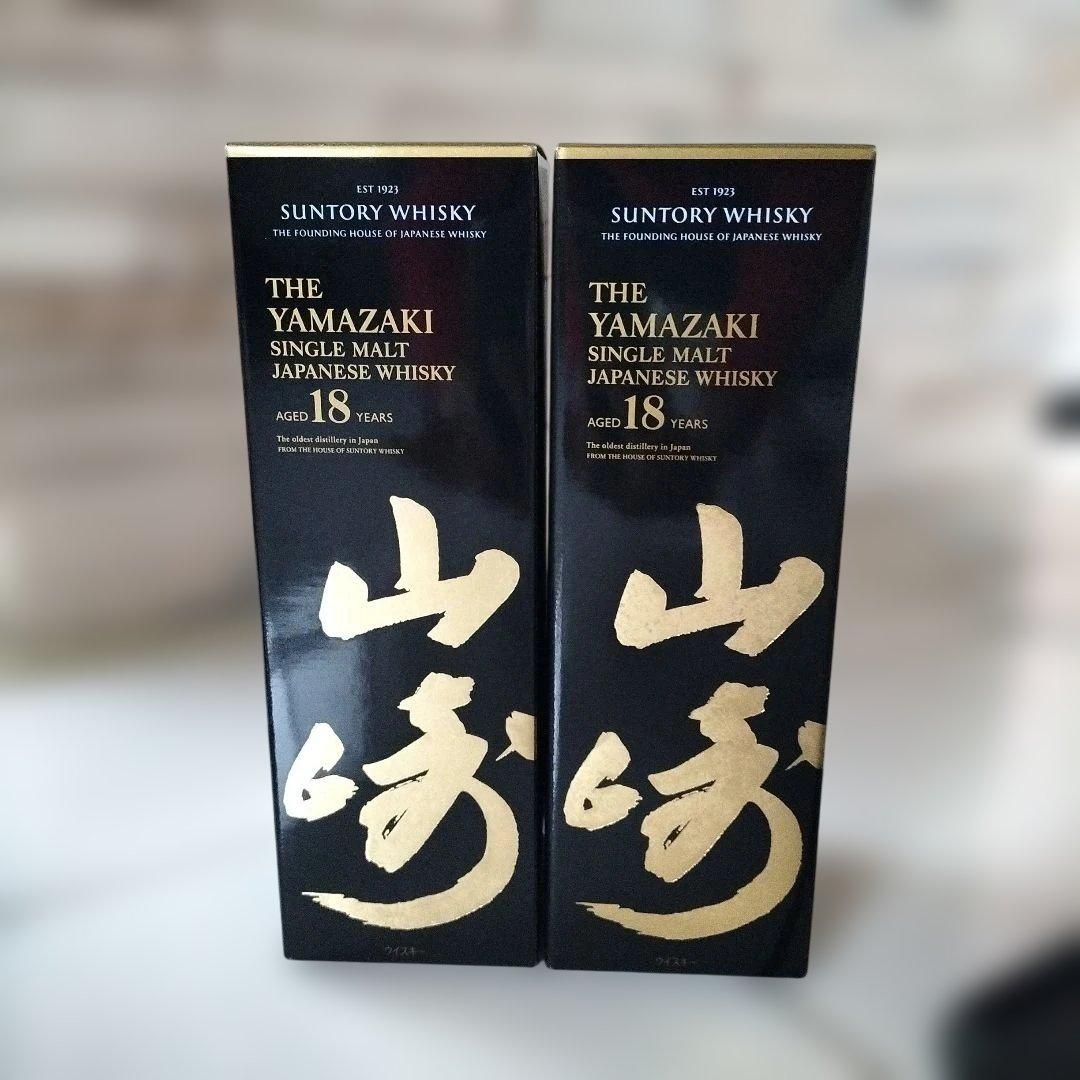 EST 1923
SUNTORY WHISKY
THE FOUNDING HOUSE OF JAPANESE WHISKY
THE
YAMAZAKI
SINGLE MALT
JAPANESE WHISKY
AGED 18 YEARS
The oldest distillery in Japan
FROM THE HOUSE OF SUNTORY WHISKY
山
崎
ウイスキー
EST 1923
SUNTORY WHISKY
THE FOUNDING HOUSE OF JAPANESE WHISKY
THE
YAMAZAKI
SINGLE MALT
JAPANESE WHISKY
AGED 18 YEARS
The oldest distillery in Japan
FROM THE HOUSE OF SUNTORY WHISKY
山
崎
ウイスキー